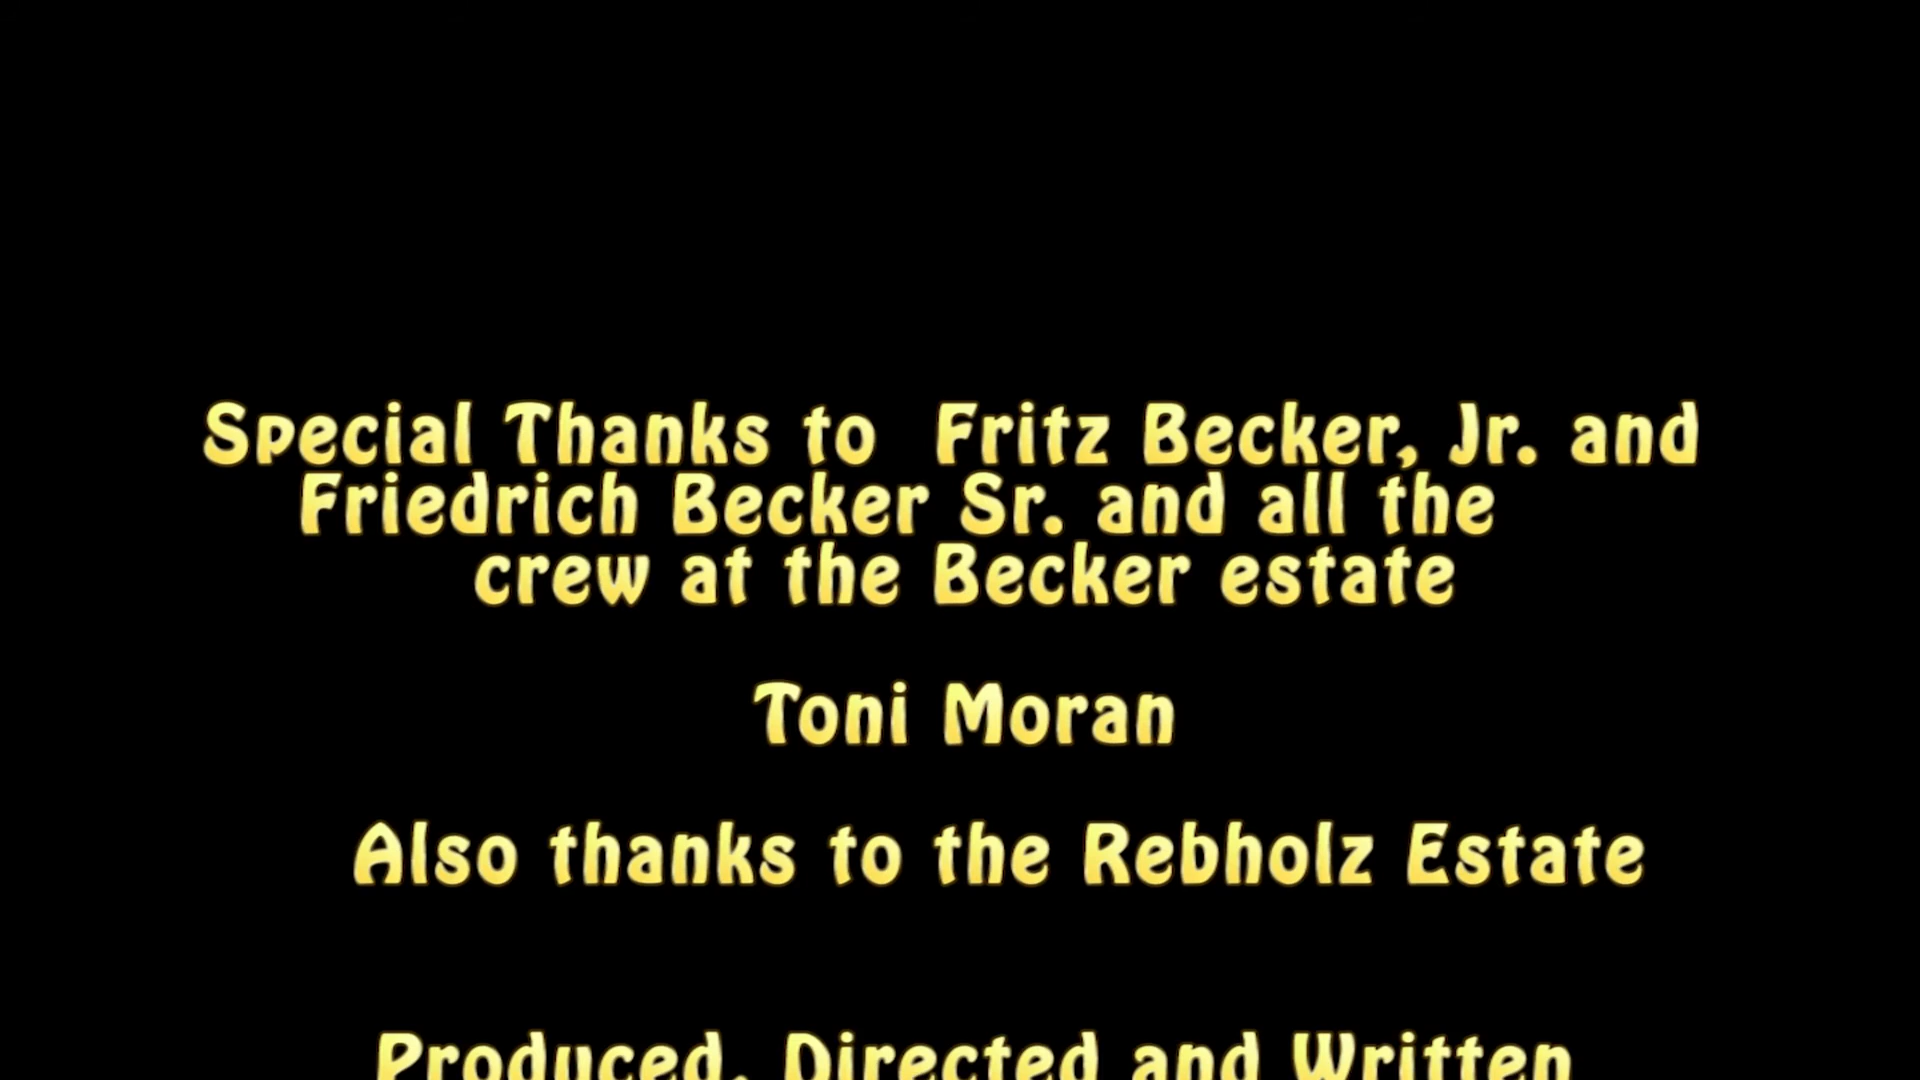 Special Thanks to  Fritz Becker, Jr. and
Friedrich Becker Sr. and all the
crew at the Becker estate
Toni Moran
Also thanks to the Rebholz Estate
Produced, Directed and Written